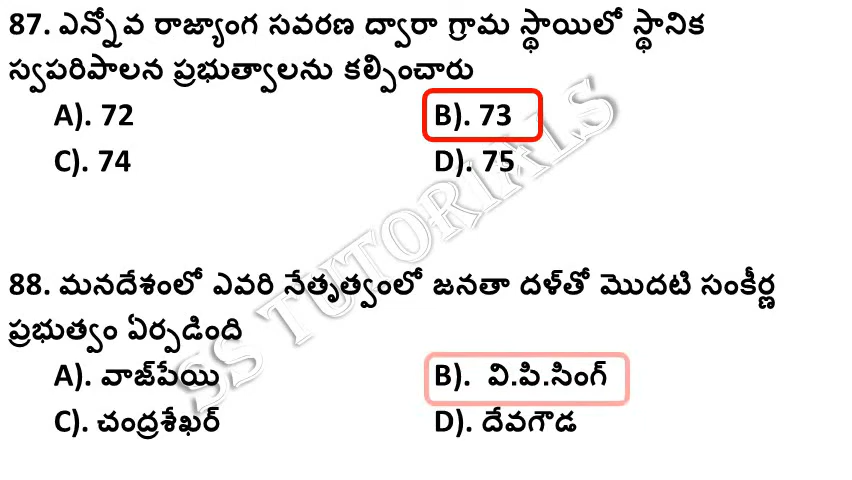 87. ఎన్నోవ రాజ్యాంగ సవరణ ద్వారా గ్రామ స్థాయిలో స్థానిక
స్వపరిపాలన ప్రభుత్వాలను కల్పించారు
A). 72 B). 73
C). 74 D). 75
88. మనదేశంలో ఎవరి నేతృత్వంలో జనతా దళ్‌తో మొదటి సంకీర్ణ
ప్రభుత్వం ఏర్పడింది
A). వాజ్‌పేయి B). వి.పి.సింగ్
C). చంద్రశేఖర్ D). దేవగౌడ
SS TUTORIALS